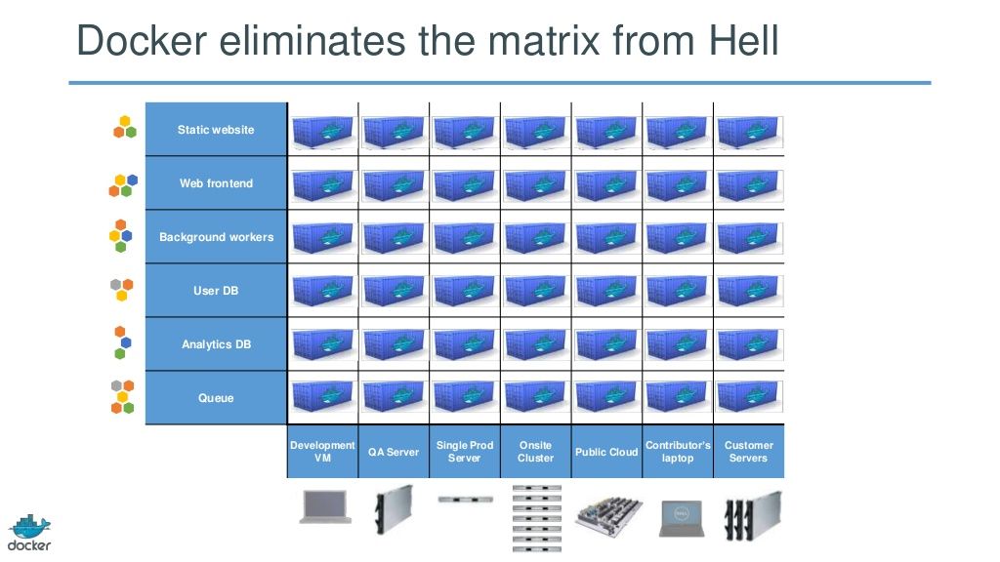 Docker eliminates the matrix from Hell
Static website
Web frontend
Background workers
User DB
Analytics DB
Queue
Development
VM
QA Server
Single Prod
Server
Onsite
Cluster
Public Cloud
Contributor's
laptop
Customer
Servers
DELL
docker